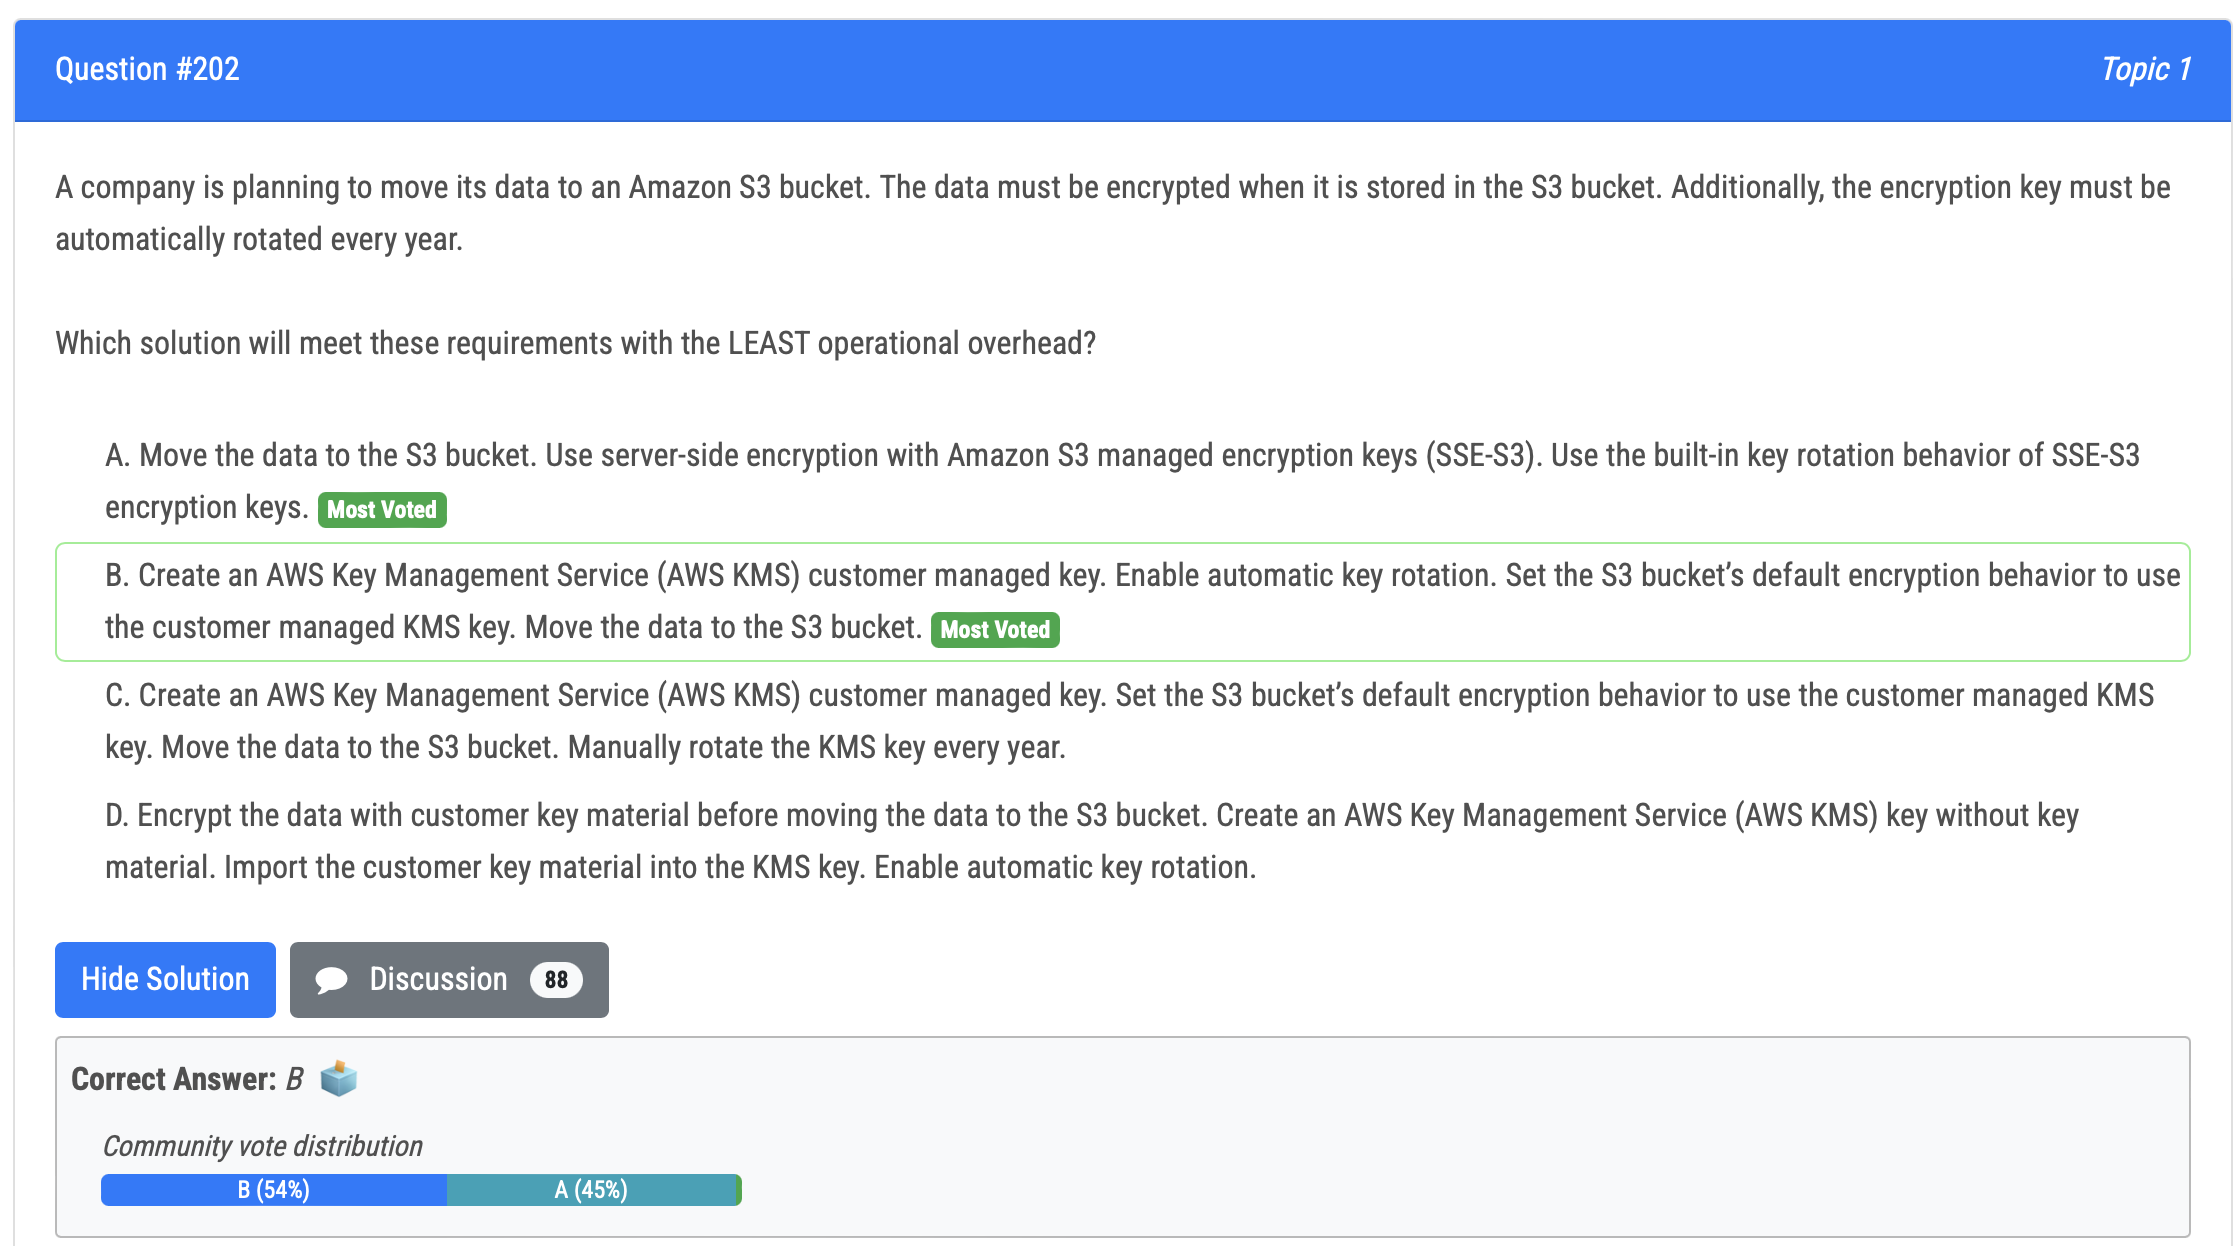 Question #202
Topic 1
A company is planning to move its data to an Amazon S3 bucket. The data must be encrypted when it is stored in the S3 bucket. Additionally, the encryption key must be
automatically rotated every year.
Which solution will meet these requirements with the LEAST operational overhead?
A. Move the data to the S3 bucket. Use server-side encryption with Amazon S3 managed encryption keys (SSE-S3). Use the built-in key rotation behavior of SSE-S3
encryption keys. Most Voted
B. Create an AWS Key Management Service (AWS KMS) customer managed key. Enable automatic key rotation. Set the S3 bucket’s default encryption behavior to use
the customer managed KMS key. Move the data to the S3 bucket. Most Voted
C. Create an AWS Key Management Service (AWS KMS) customer managed key. Set the S3 bucket’s default encryption behavior to use the customer managed KMS
key. Move the data to the S3 bucket. Manually rotate the KMS key every year.
D. Encrypt the data with customer key material before moving the data to the S3 bucket. Create an AWS Key Management Service (AWS KMS) key without key
material. Import the customer key material into the KMS key. Enable automatic key rotation.
Hide Solution
Discussion 88
Correct Answer: B
Community vote distribution
B (54%) A (45%)